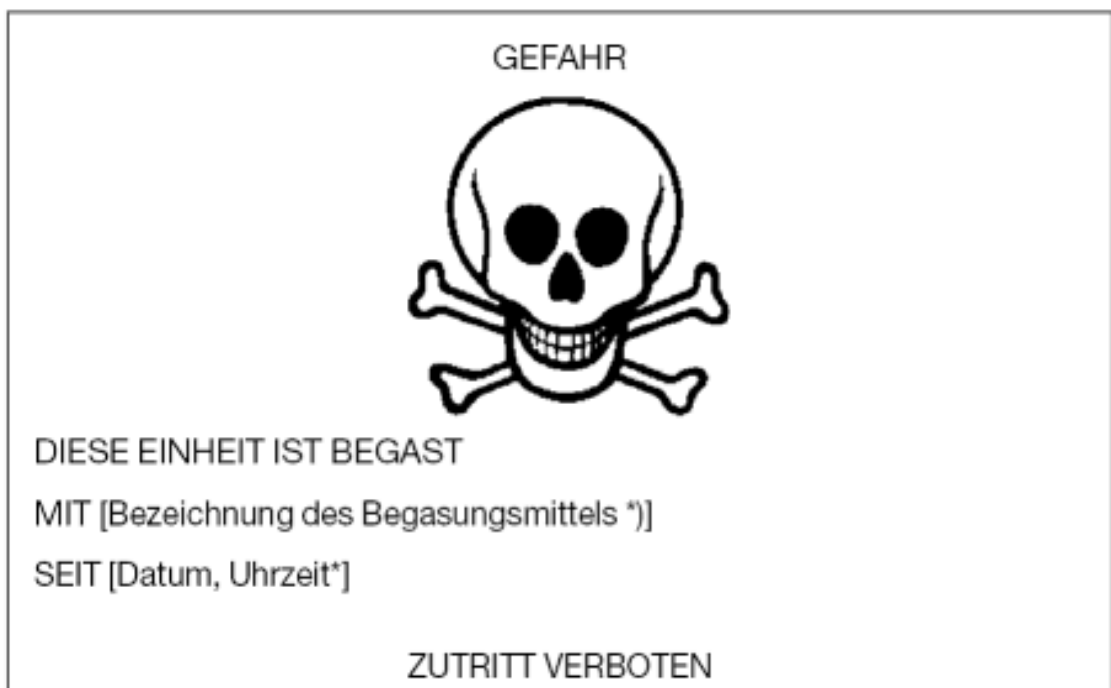 GEFAHR
DIESE EINHEIT IST BEGAST
MIT [Bezeichnung des Begasungsmittels *)]
SEIT [Datum, Uhrzeit*]
ZUTRITT VERBOTEN